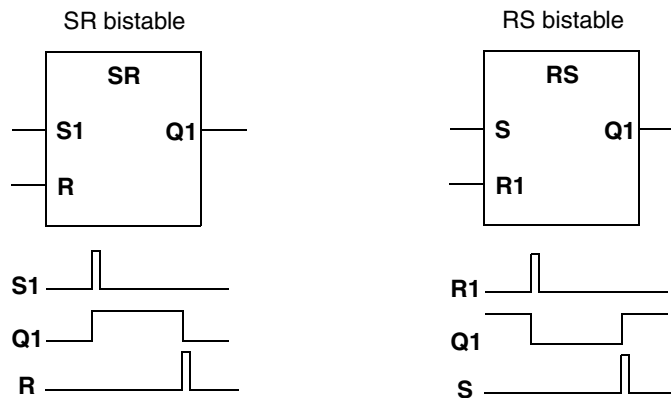 SR bistable
SR
S1 Q1
R
S1
Q1
R
RS bistable
RS
S Q1
R1
R1
Q1
S